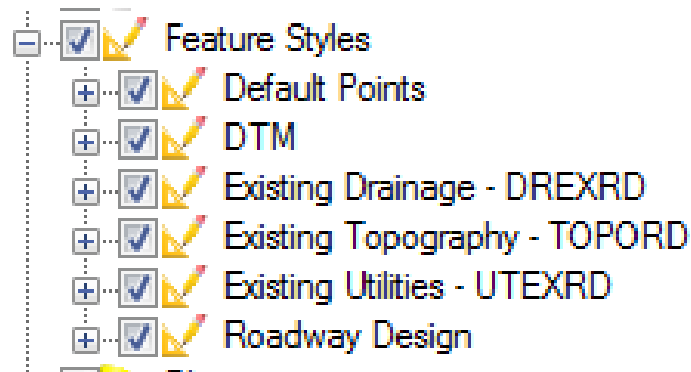 Feature Styles
Default Points
DTM
Existing Drainage - DREXRD
Existing Topography - TOPORD
Existing Utilities - UTEXRD
Roadway Design